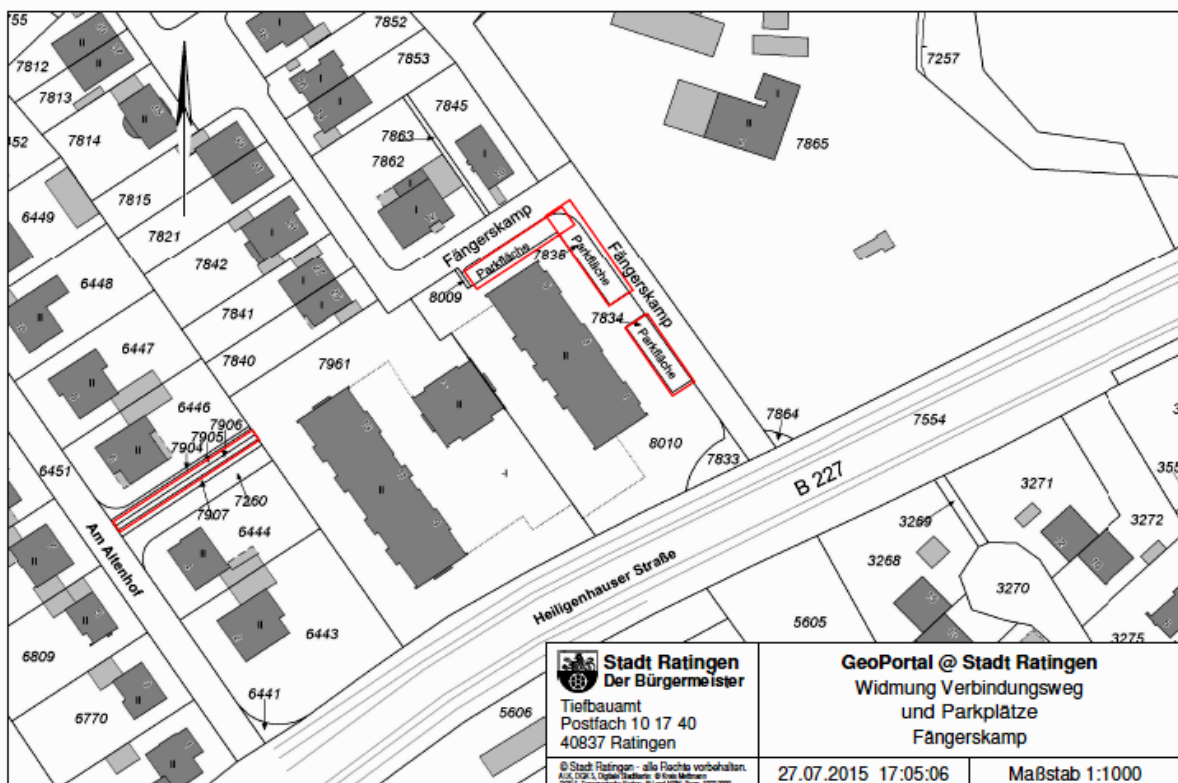 7852
7853
7812
7813
7814
7845
7863
7862
7865
7257
7815
7821
6449
7842
6448
7841
7840
6447
Fängerskamp
Parkfläche
7835
Parkfläche
Fängerskamp
8009
7834
Parkfläche
7961
6446
7906
7905
7904
6451
7907
7260
6444
8010
7864
7833
7554
B 227
Heiligenhauser Straße
Am Altenhof
6443
6809
6441
6770
5606
5605
3268
3269
3271
3270
3272
3275
Stadt Ratingen
Der Bürgermeister
Tiefbauamt
Postfach 10 17 40
40837 Ratingen
© Stadt Ratingen - alle Rechte vorbehalten.
GeoPortal @ Stadt Ratingen
Widmung Verbindungsweg
und Parkplätze
Fängerskamp
27.07.2015 17:05:06
Maßstab 1:1000